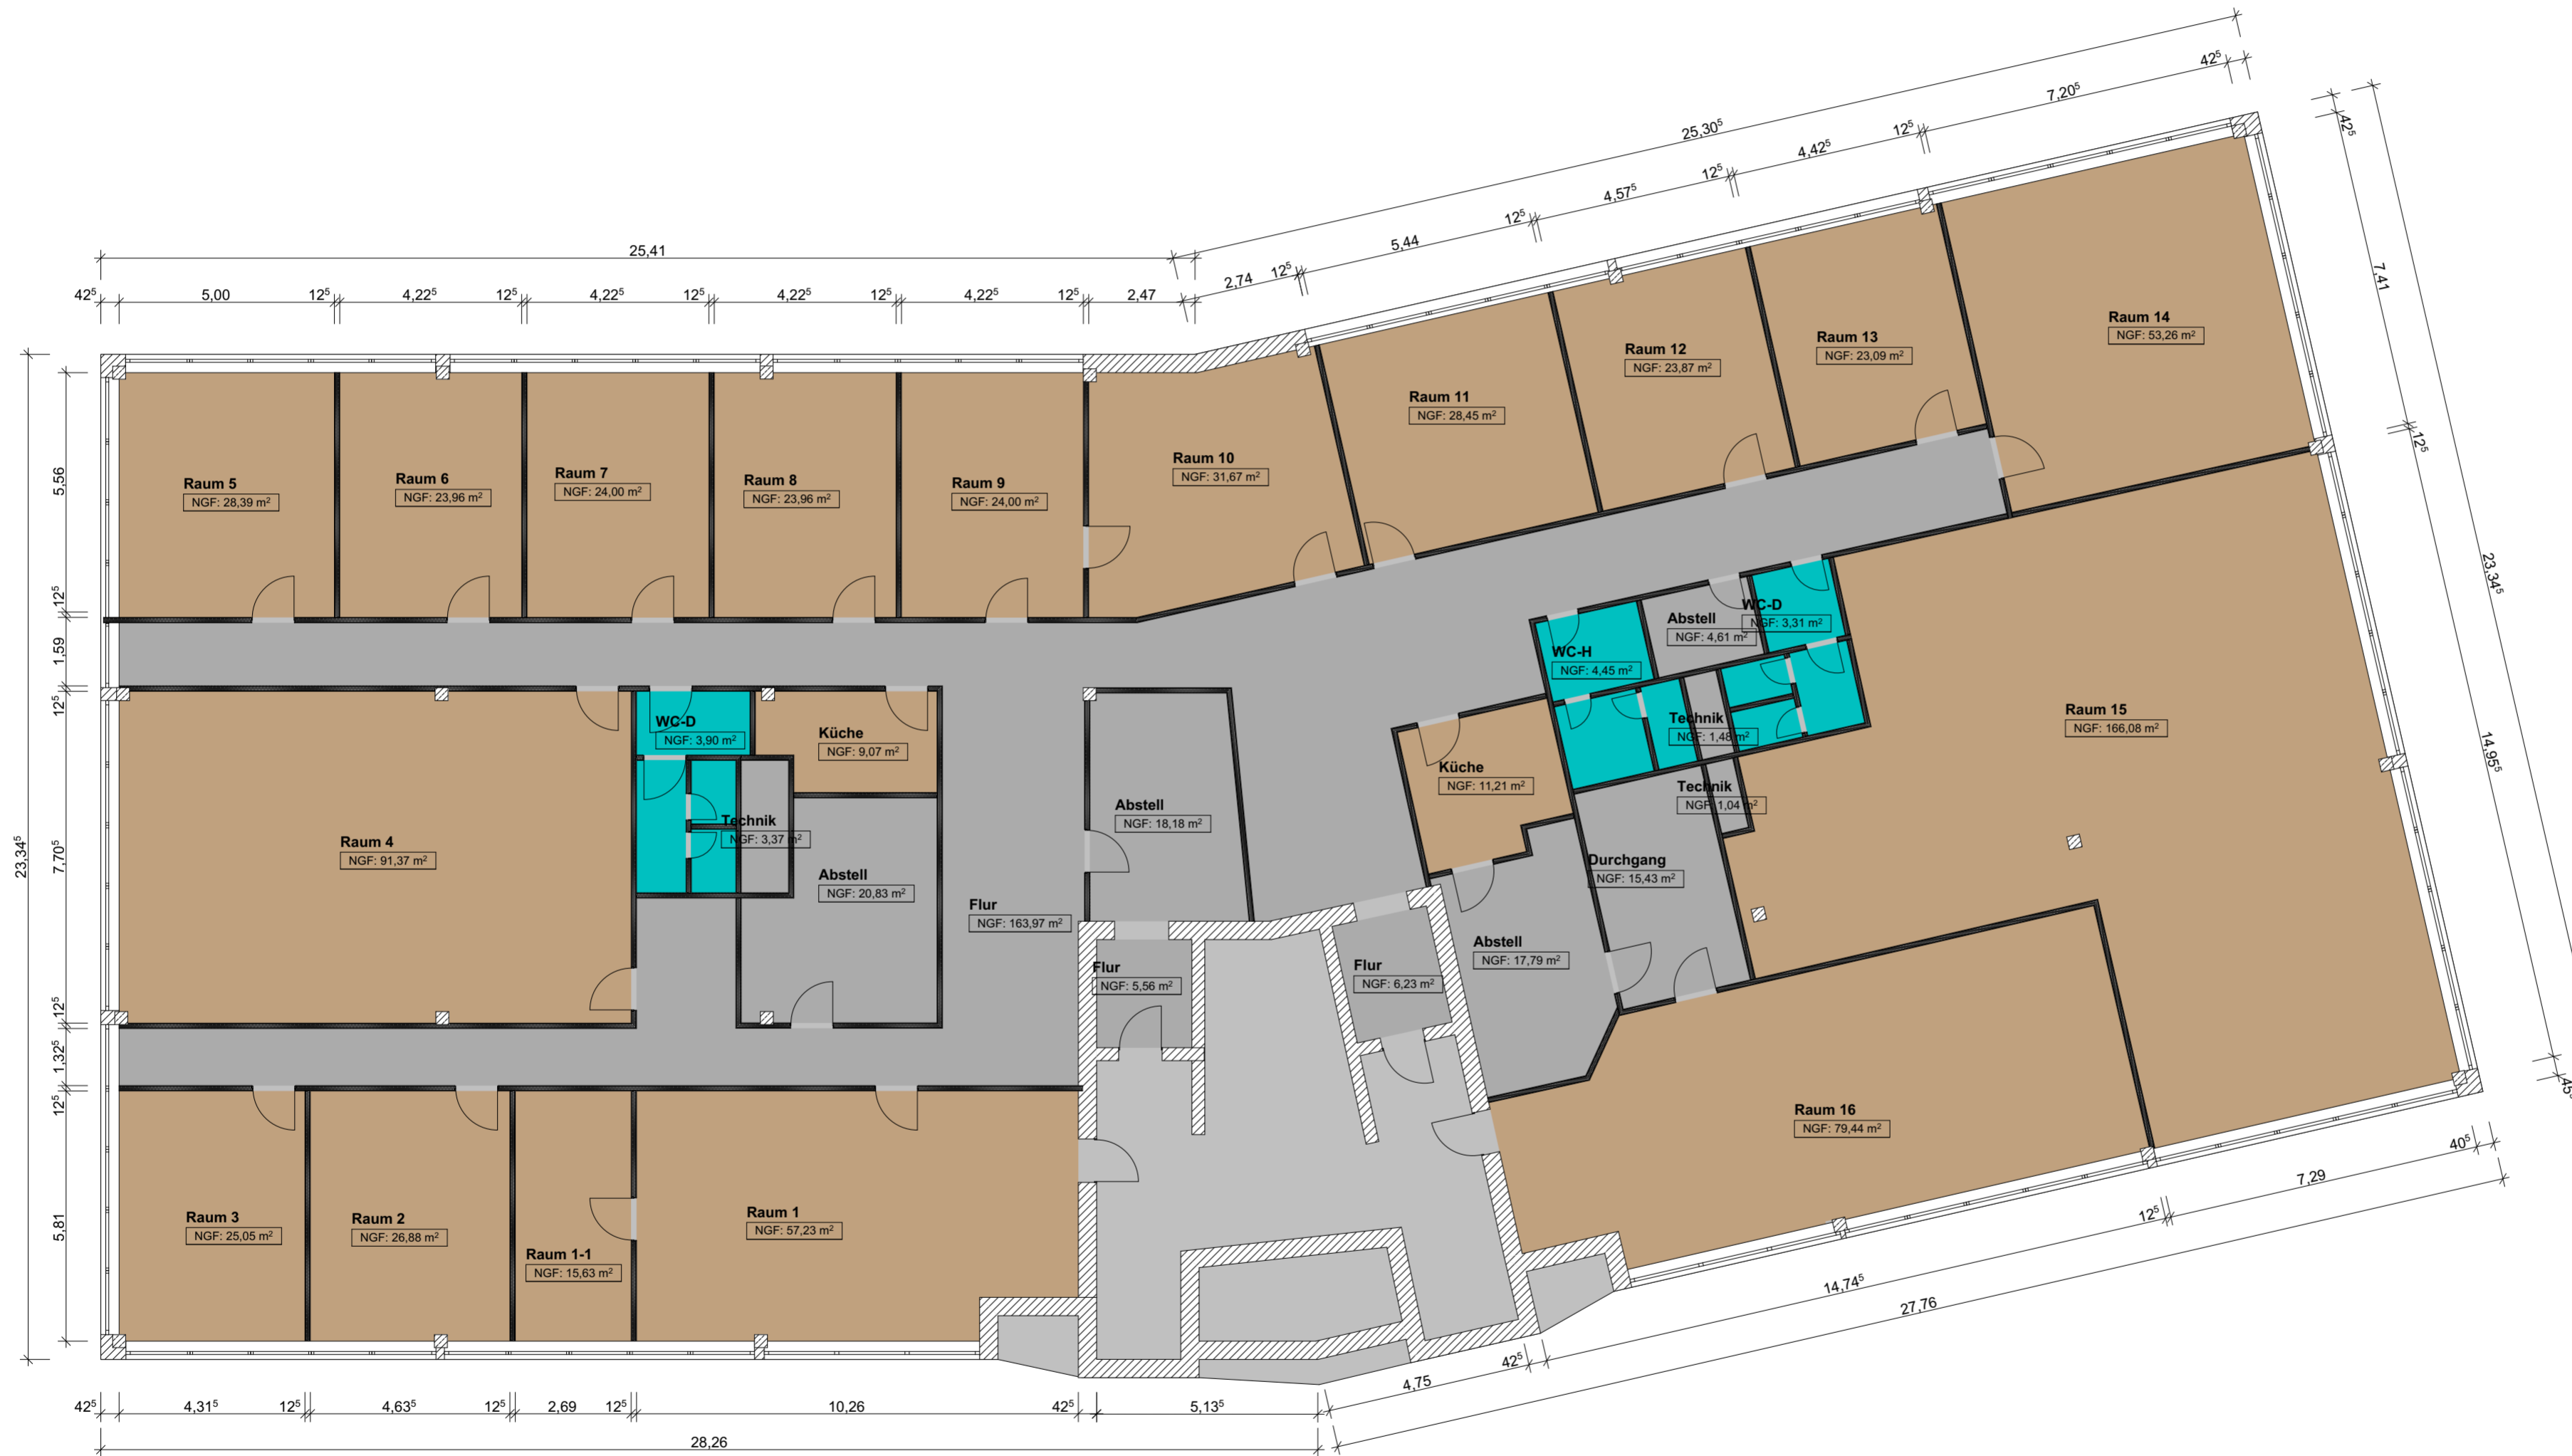 25,30⁵
42⁵
7,20⁵
12⁵
4,42⁵
12⁵
4,57⁵
12⁵
5,44
12⁵
2,74
25,41
42⁵
5,00
12⁵
4,22⁵
12⁵
4,22⁵
12⁵
4,22⁵
12⁵
4,22⁵
12⁵
2,47
42⁵
7,41
12⁵
14,95⁵
45⁵
23,34⁵
23,34⁵
5,56
12⁵
1,59
12⁵
7,70⁵
12⁵
1,32⁵
12⁵
5,81
Raum 14
NGF: 53,26 m²
Raum 13
NGF: 23,09 m²
Raum 12
NGF: 23,87 m²
Raum 11
NGF: 28,45 m²
Raum 10
NGF: 31,67 m²
Raum 5
NGF: 28,39 m²
Raum 6
NGF: 23,96 m²
Raum 7
NGF: 24,00 m²
Raum 8
NGF: 23,96 m²
Raum 9
NGF: 24,00 m²
WC-D
NGF: 3,31 m²
Abstell
NGF: 4,61 m²
WC-H
NGF: 4,45 m²
Technik
NGF: 1,48 m²
Raum 15
NGF: 166,08 m²
WC-D
NGF: 3,90 m²
Küche
NGF: 9,07 m²
Küche
NGF: 11,21 m²
Technik
NGF: 1,04 m²
Abstell
NGF: 18,18 m²
Technik
NGF: 3,37 m²
Raum 4
NGF: 91,37 m²
Abstell
NGF: 20,83 m²
Durchgang
NGF: 15,43 m²
Flur
NGF: 163,97 m²
Abstell
NGF: 17,79 m²
Flur
NGF: 5,56 m²
Flur
NGF: 6,23 m²
Raum 16
NGF: 79,44 m²
Raum 3
NGF: 25,05 m²
Raum 2
NGF: 26,88 m²
Raum 1-1
NGF: 15,63 m²
Raum 1
NGF: 57,23 m²
40⁵
7,29
12⁵
14,74⁵
27,76
42⁵
4,75
42⁵
4,31⁵
12⁵
4,63⁵
12⁵
2,69
12⁵
10,26
42⁵
5,13⁵
28,26